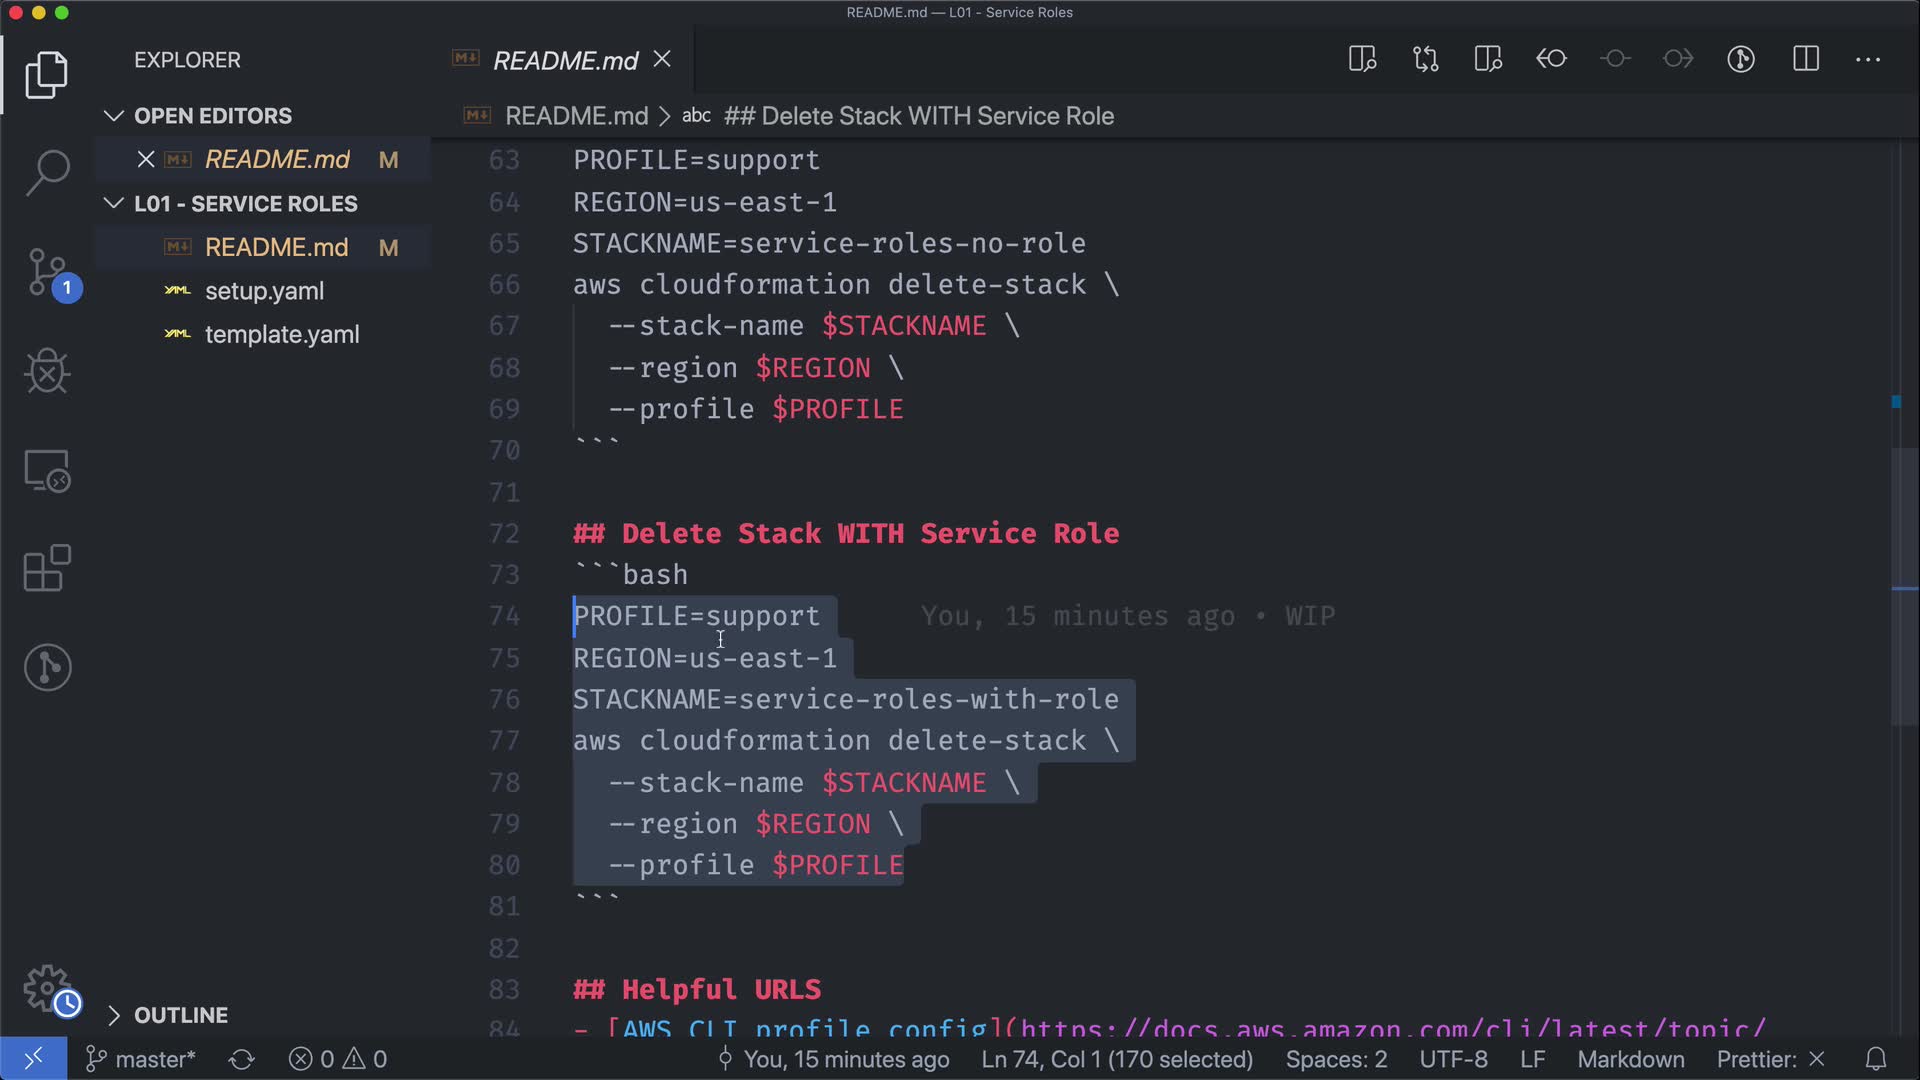 README.md — L01 - Service Roles
EXPLORER
OPEN EDITORS
README.md M
L01 - SERVICE ROLES
README.md M
setup.yaml
template.yaml
OUTLINE
README.md
README.md > abc ## Delete Stack WITH Service Role
63 PROFILE=support
64 REGION=us-east-1
65 STACKNAME=service-roles-no-role
66 aws cloudformation delete-stack \
67 --stack-name $STACKNAME \
68 --region $REGION \
69 --profile $PROFILE
70 ```
71
72 ## Delete Stack WITH Service Role
73 ```bash
74 PROFILE=support You, 15 minutes ago • WIP
75 REGION=us-east-1
76 STACKNAME=service-roles-with-role
77 aws cloudformation delete-stack \
78 --stack-name $STACKNAME \
79 --region $REGION \
80 --profile $PROFILE
81 ```
82
83 ## Helpful URLS
84 - [AWS CLI profile config](https://docs.aws.amazon.com/cli/latest/topic/
1
master* 0 0 You, 15 minutes ago Ln 74, Col 1 (170 selected) Spaces: 2 UTF-8 LF Markdown Prettier: ×